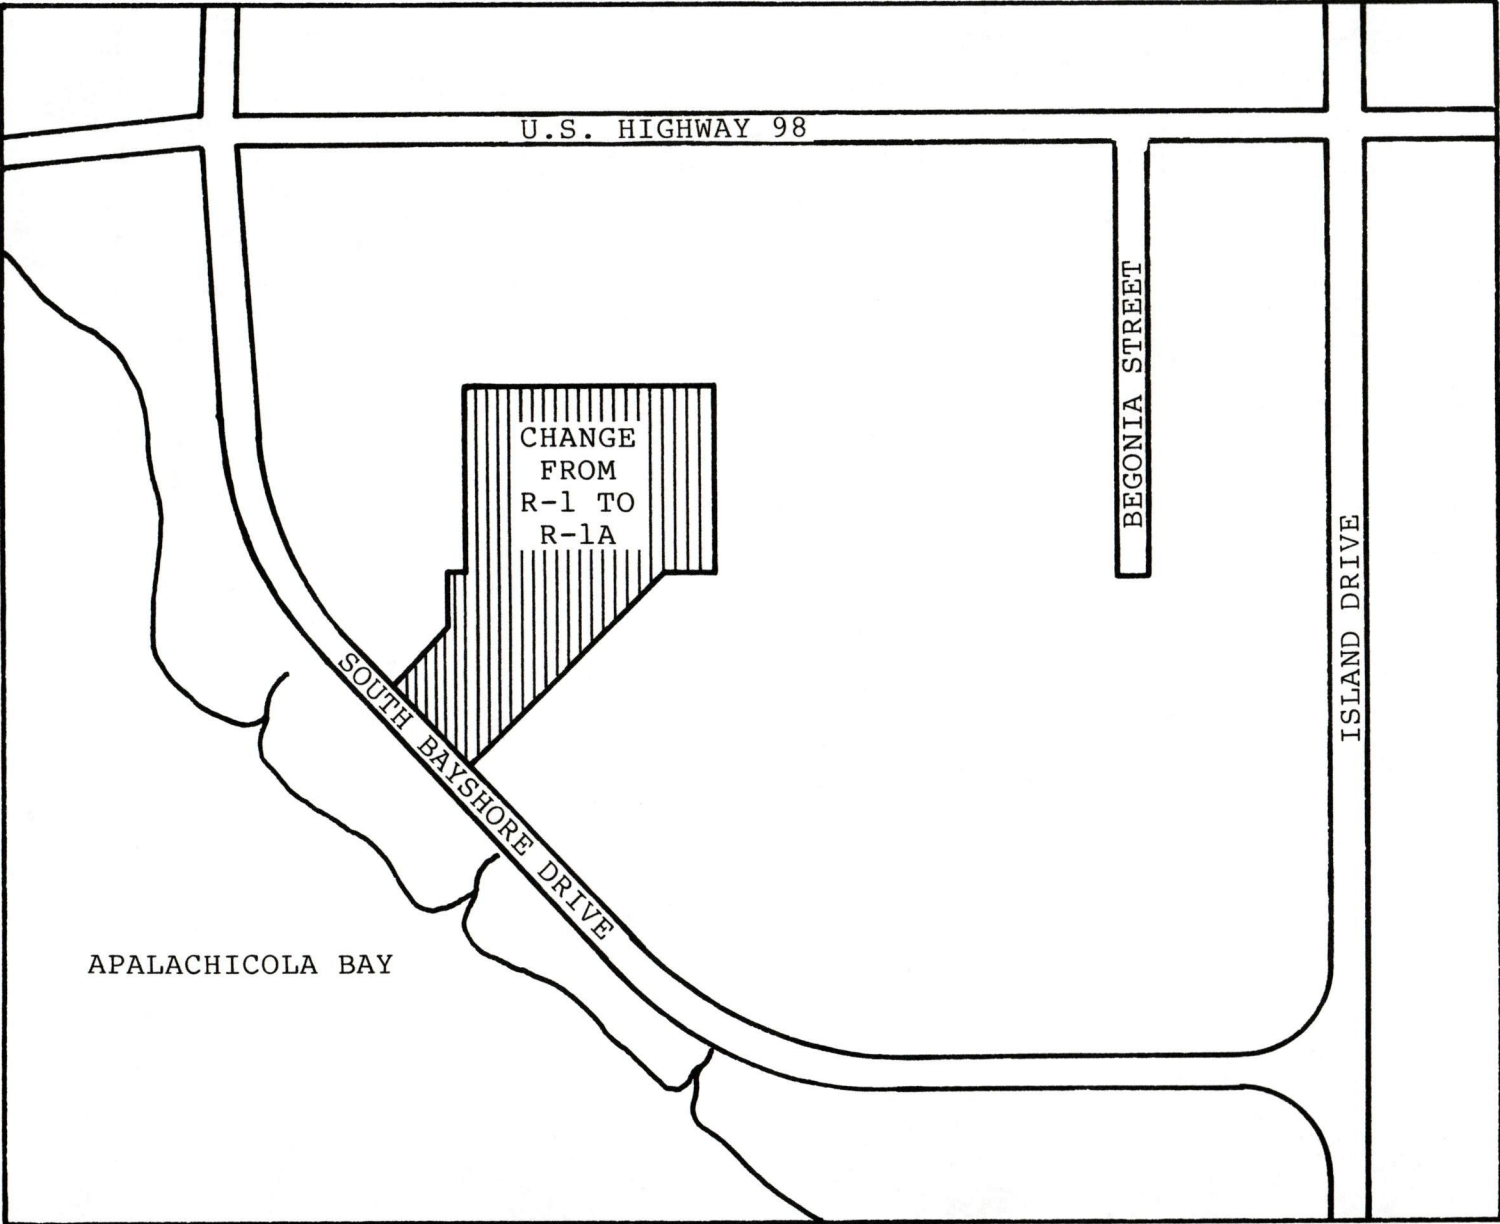 U.S. HIGHWAY 98
BEGONIA STREET
CHANGE
FROM
R-1 TO
R-1A
ISLAND DRIVE
SOUTH BAYSHORE DRIVE
APALACHICOLA BAY